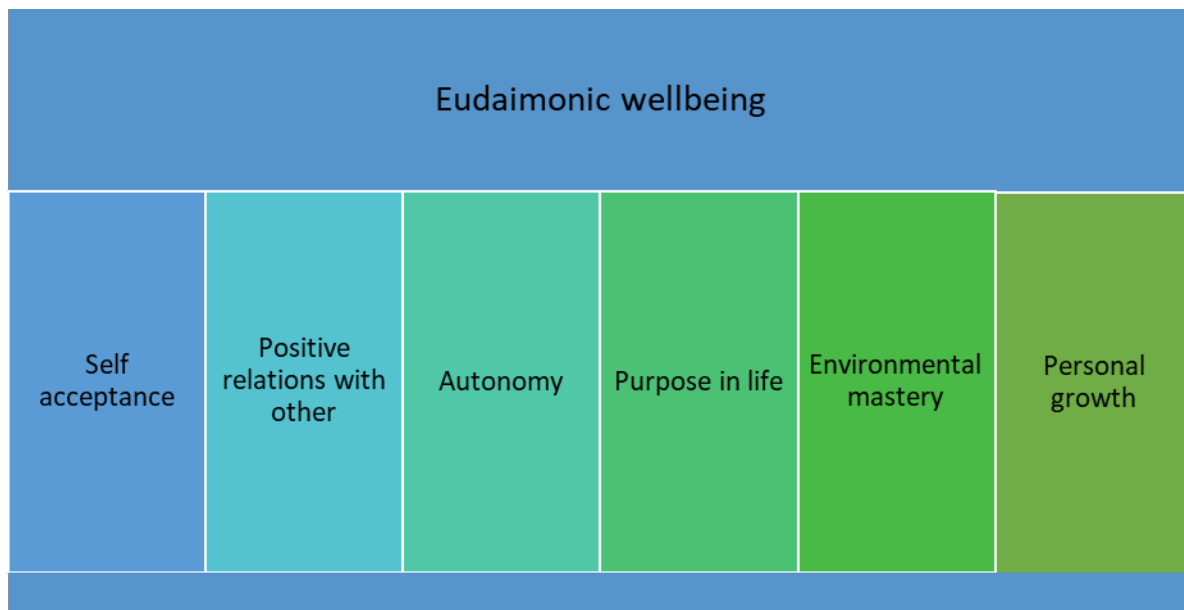 Eudaimonic wellbeing
Self
acceptance
Positive
relations with
other
Autonomy
Purpose in life
Environmental
mastery
Personal
growth